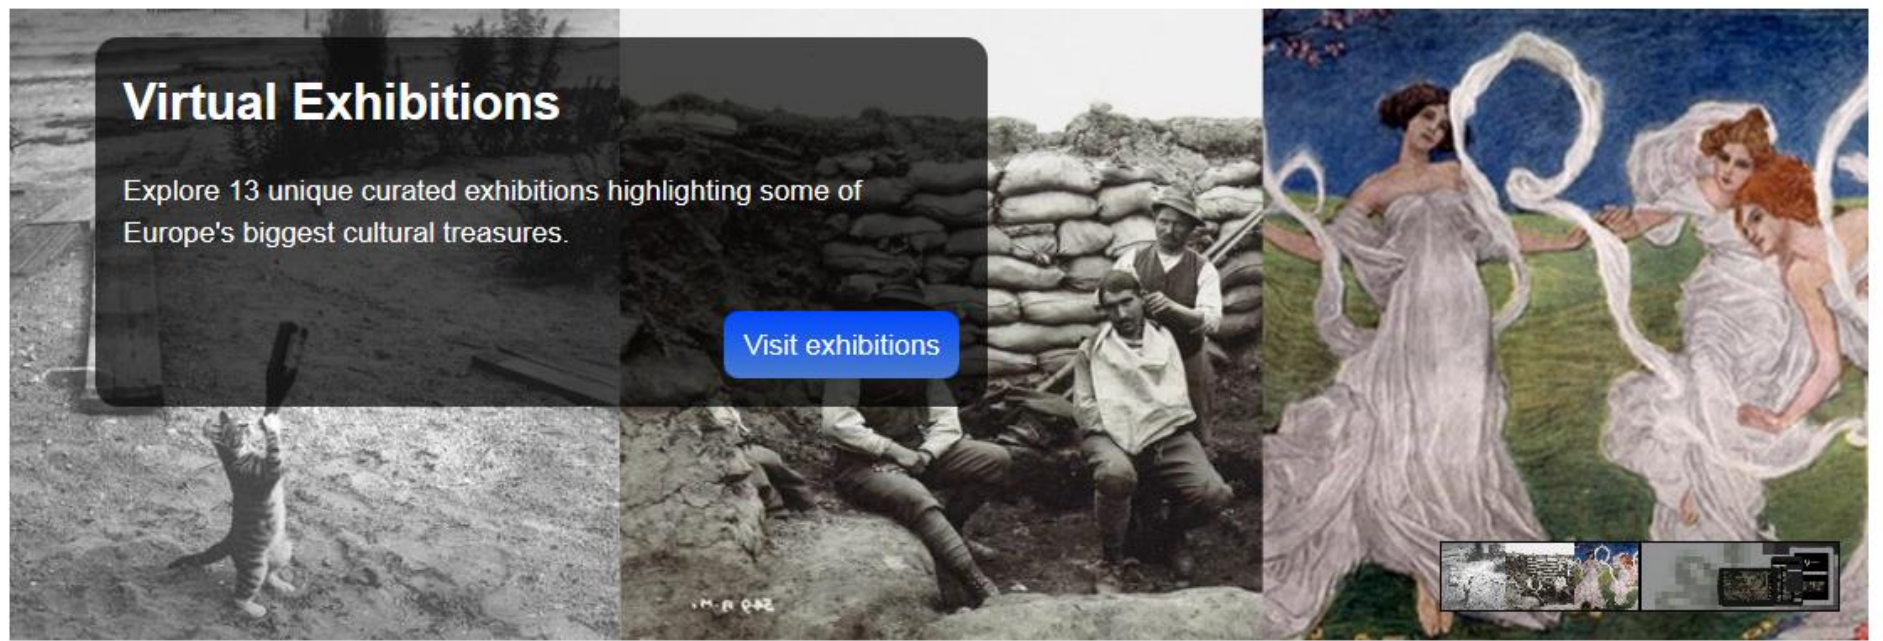 Virtual Exhibitions
Explore 13 unique curated exhibitions highlighting some of
Europe's biggest cultural treasures.
Visit exhibitions